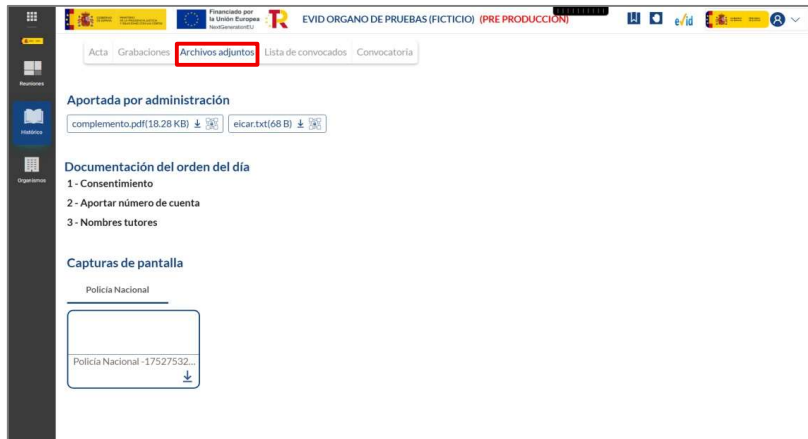 Financiado por
la Unión Europea
NextGenerationEU
EVID ORGANO DE PRUEBAS (FICTICIO) (PRE PRODUCCIÓN)
e/id
Acta Grabaciones Archivos adjuntos Lista de convocados Convocatoria
Reuniones
Histórico
Organismos
Aportada por administración
complemento.pdf(18.28 KB) eicar.txt(68 B)
Documentación del orden del día
1 - Consentimiento
2 - Aportar número de cuenta
3 - Nombres tutores
Capturas de pantalla
Policía Nacional
Policía Nacional -17527532...